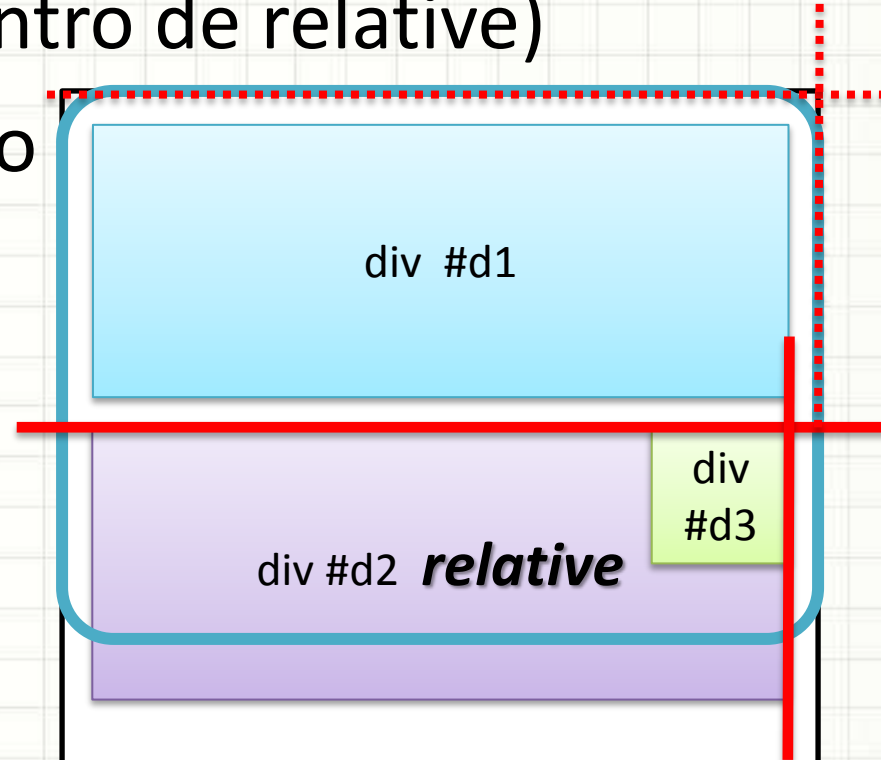 ntro de relative)
o
div #d1
div
#d3
div #d2 relative